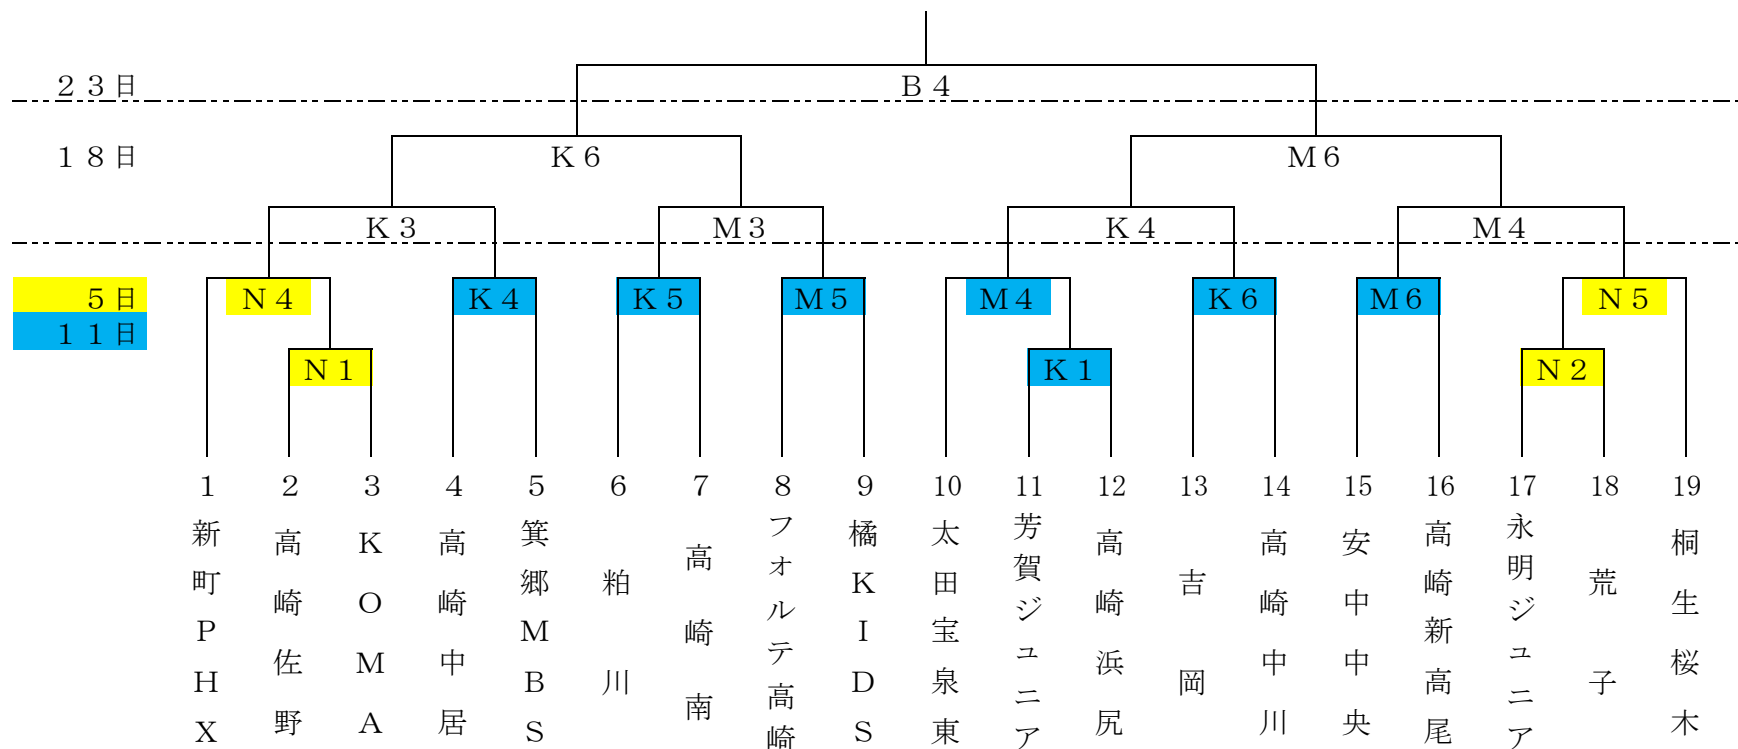 ２３日
Ｂ４
１８日
Ｋ６
Ｍ６
Ｋ３
Ｍ３
Ｋ４
Ｍ４
５日
Ｎ４
Ｋ４
Ｋ５
Ｍ５
Ｍ４
Ｋ６
Ｍ６
Ｎ５
１１日
Ｎ１
Ｋ１
Ｎ２
1 2 3 4 5 6 7 8 9 10 11 12 13 14 15 16 17 18 19
新町ＰＨＸ
高崎佐野
ＫＯＭＡ
高崎中居
箕郷ＭＢＳ
粕川
高崎南
フォルテ高崎
橘ＫＩＤＳ
太田宝泉東
芳賀ジュニア
高崎浜尻
吉岡
高崎中川
安中中央
高崎新高尾
永明ジュニア
荒子
桐生桜木